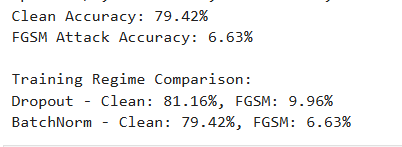 Clean Accuracy: 79.42%
FGSM Attack Accuracy: 6.63%
Training Regime Comparison:
Dropout - Clean: 81.16%, FGSM: 9.96%
BatchNorm - Clean: 79.42%, FGSM: 6.63%